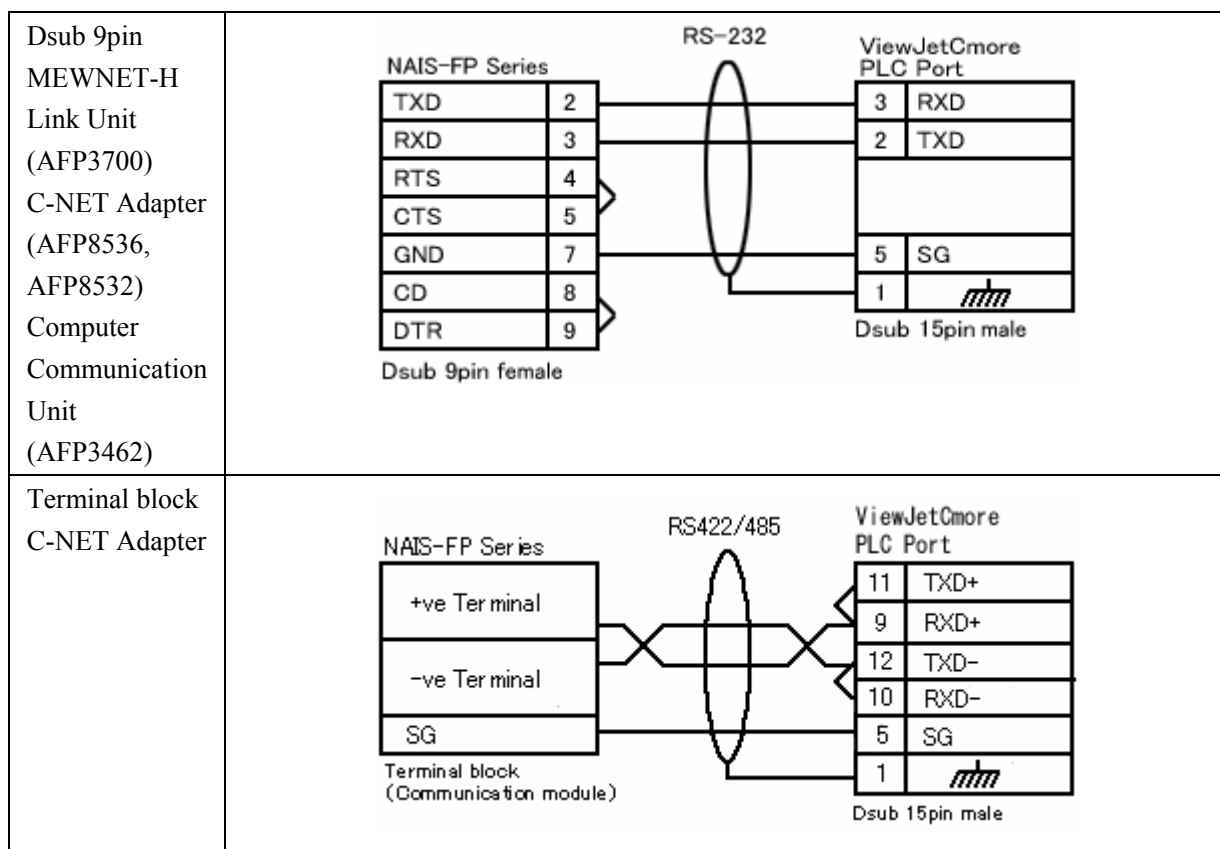 Dsub 9pin
MEWNET-H
Link Unit
(AFP3700)
C-NET Adapter
(AFP8536,
AFP8532)
Computer
Communication
Unit
(AFP3462)
RS-232
NAIS-FP Series
ViewJetCmore
PLC Port
TXD 2
RXD 3
RTS 4
CTS 5
GND 7
CD 8
DTR 9
Dsub 9pin female
3 RXD
2 TXD
5 SG
1
Dsub 15pin male
Terminal block
C-NET Adapter
RS422/485
NAIS-FP Series
ViewJetCmore
PLC Port
+ve Terminal
-ve Terminal
SG
Terminal block
(Communication module)
11 TXD+
9 RXD+
12 TXD-
10 RXD-
5 SG
1
Dsub 15pin male